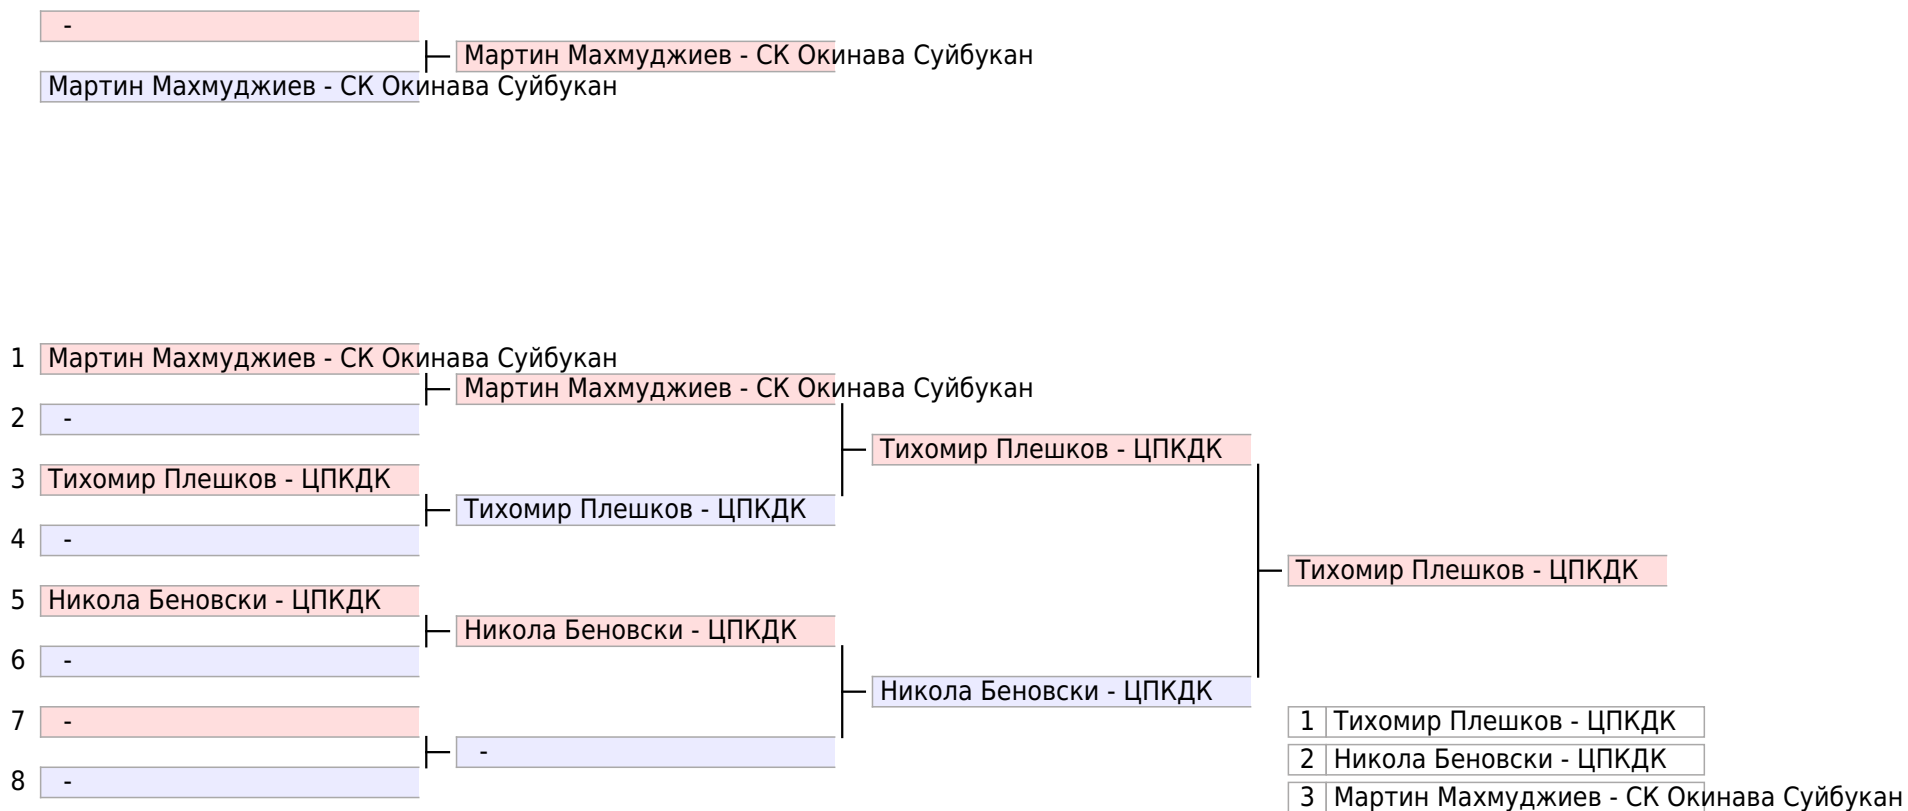 -
Мартин Махмуджиев - СК Окинава Суйбукан
Мартин Махмуджиев - СК Окинава Суйбукан
1 Мартин Махмуджиев - СК Окинава Суйбукан
Мартин Махмуджиев - СК Окинава Суйбукан
2 -
Тихомир Плешков - ЦПКДК
3 Тихомир Плешков - ЦПКДК
Тихомир Плешков - ЦПКДК
4 -
Тихомир Плешков - ЦПКДК
5 Никола Беновски - ЦПКДК
Никола Беновски - ЦПКДК
6 -
Никола Беновски - ЦПКДК
7 -
1 Тихомир Плешков - ЦПКДК
-
2 Никола Беновски - ЦПКДК
8 -
3 Мартин Махмуджиев - СК Окинава Суйбукан